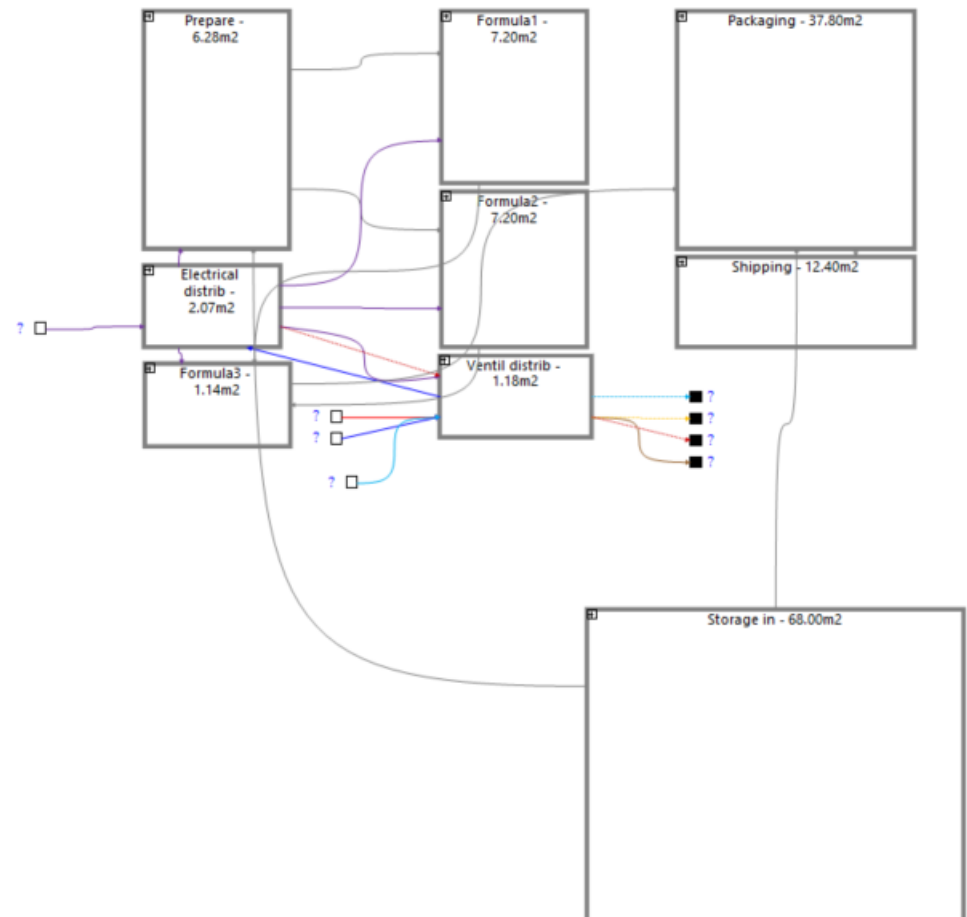 Prepare -
6.28m2
Formula1 -
7.20m2
Packaging - 37.80m2
Formula2 -
7.20m2
Electrical
distrib -
2.07m2
Shipping - 12.40m2
?
Formula3 -
1.14m2
Ventil distrib -
1.18m2
?
?
?
?
?
?
?
Storage in - 68.00m2